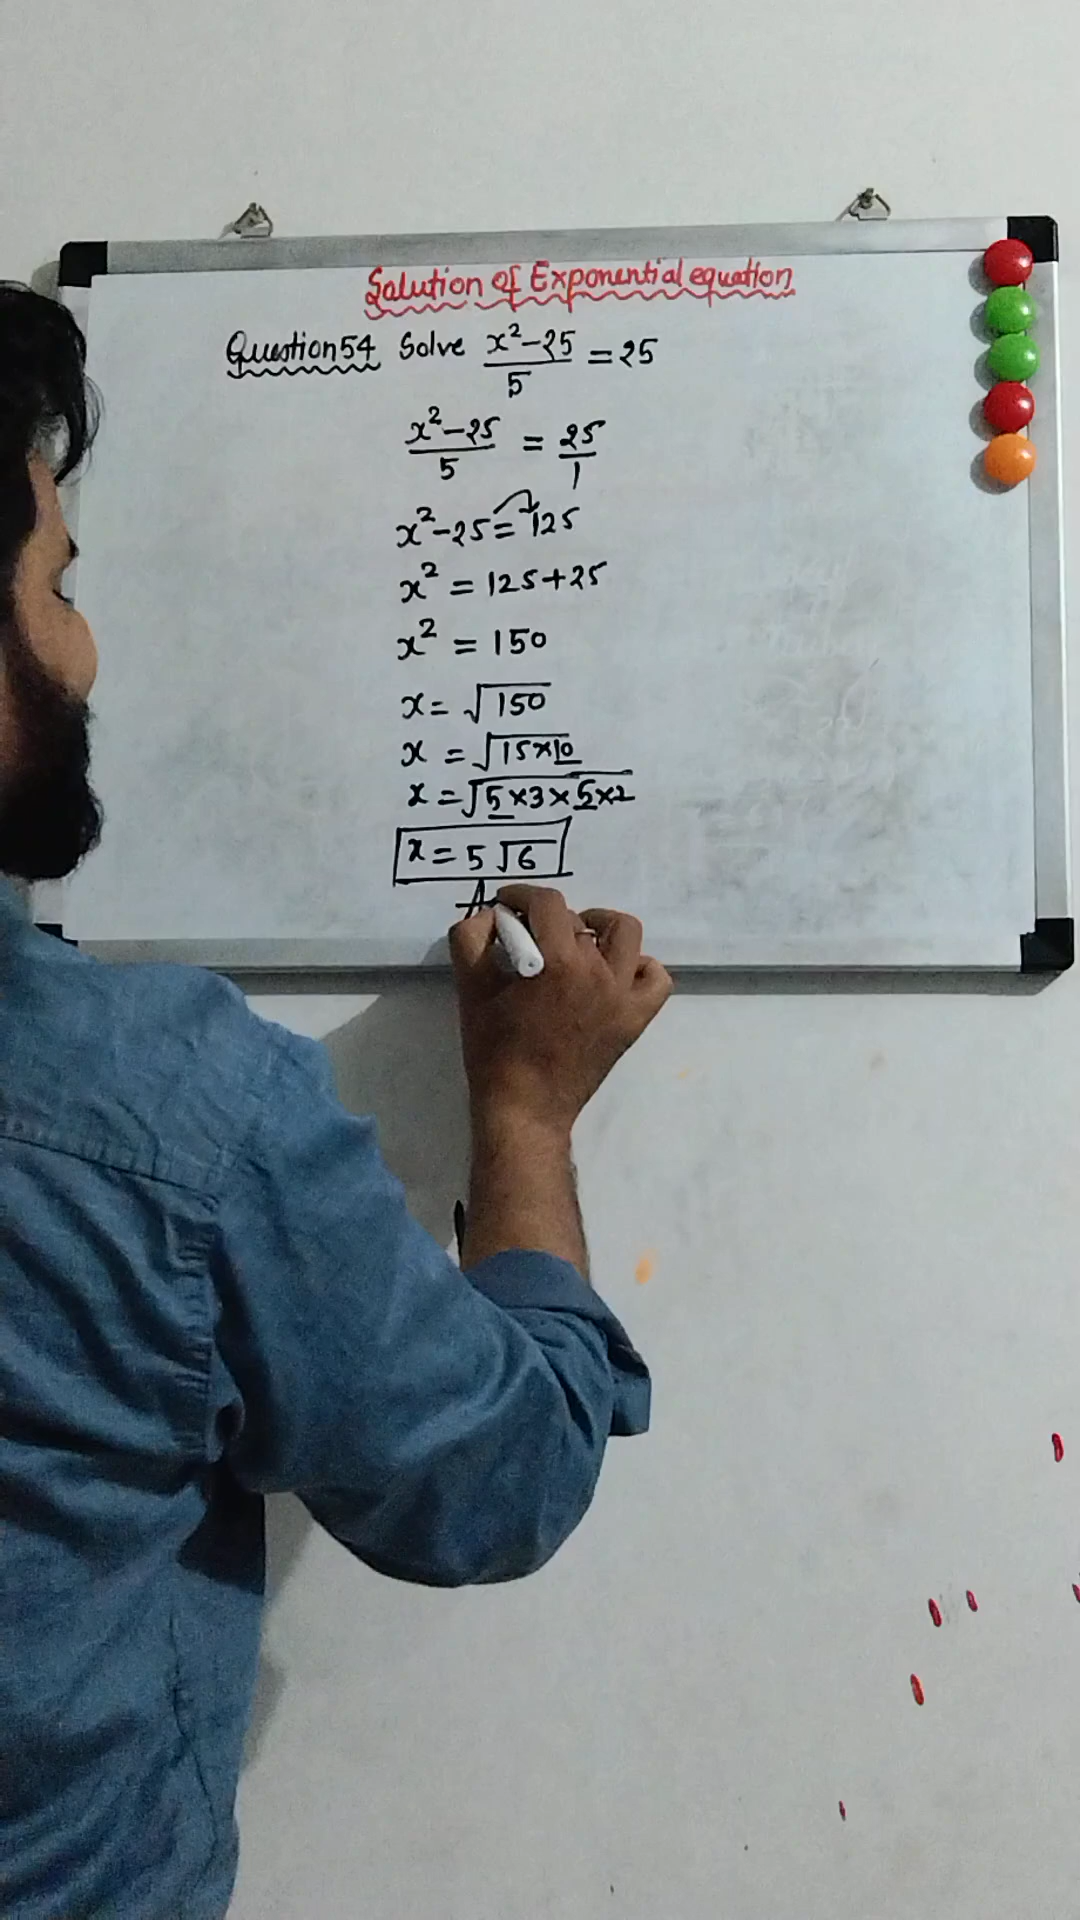 Solution of Exponential equation
Question 54 Solve x²-25/5 = 25
x²-25/5 = 25/1
x²-25 = 125
x² = 125+25
x² = 150
x = √150
x = √15×10
x = √5×3×5×2
x = 5√6